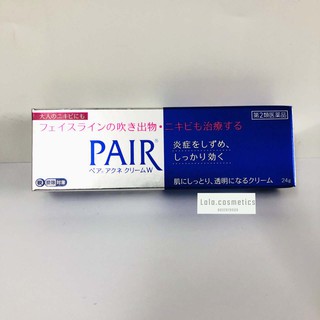 大人のニキビにも
フェイスラインの吹き出物・ニキビも治療する
第2類医薬品
PAIR®
ペア® アクネ クリームW
炎症をしずめ、
しっかり効く
肌にしっとり、透明になるクリーム
24g
Lola.cosmetics